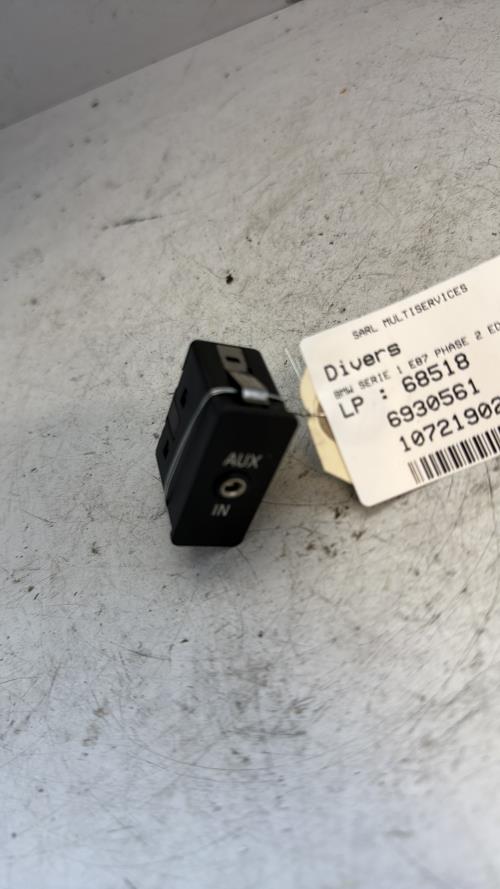 SARL MULTISERVICES
Divers
BMW SERIE 1 E87 PHASE 2 ED
LP : 68518
6930561
10721902
AUX
IN